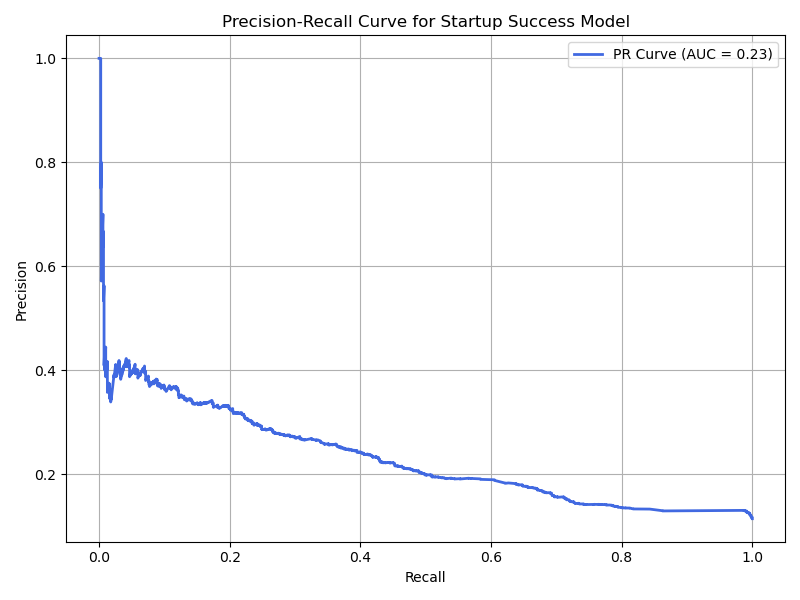 Precision-Recall Curve for Startup Success Model
PR Curve (AUC = 0.23)
1.0
0.8
0.6
0.4
0.2
Precision
0.0 0.2 0.4 0.6 0.8 1.0
Recall